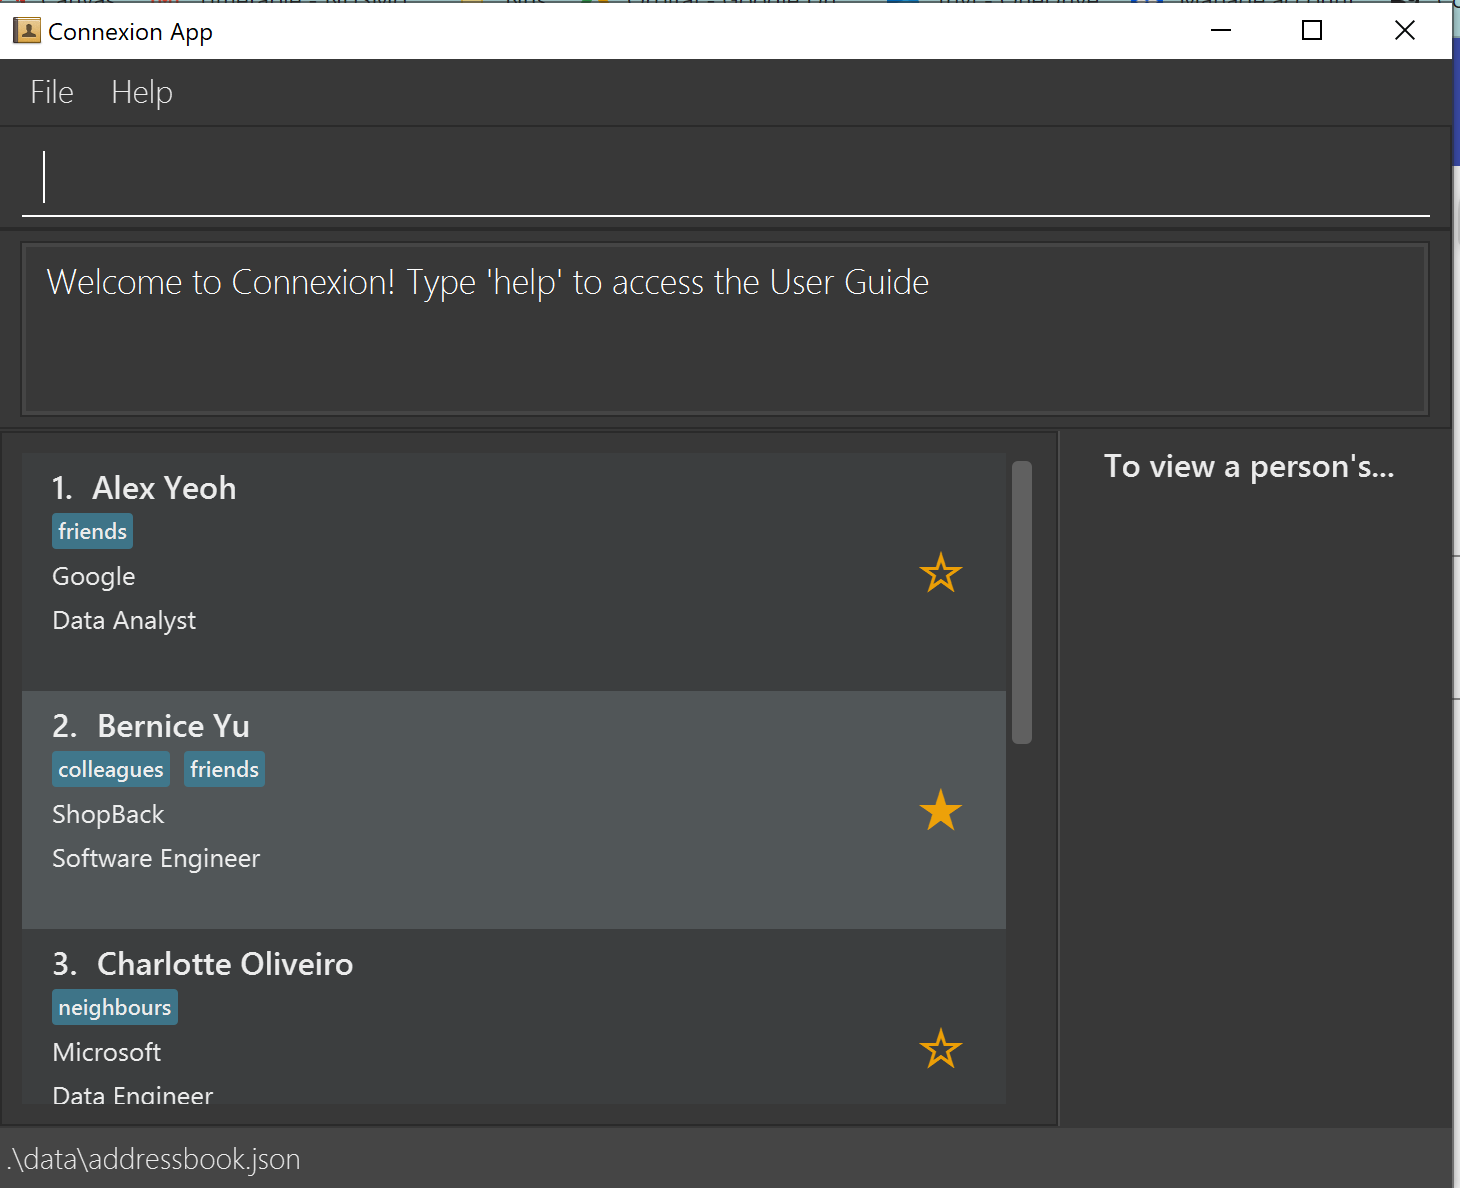 Connexion App
File Help
Welcome to Connexion! Type 'help' to access the User Guide
1. Alex Yeoh
friends
Google
Data Analyst
2. Bernice Yu
colleagues friends
ShopBack
Software Engineer
3. Charlotte Oliveiro
neighbours
Microsoft
Data Engineer
To view a person's...
.\data\addressbook.json